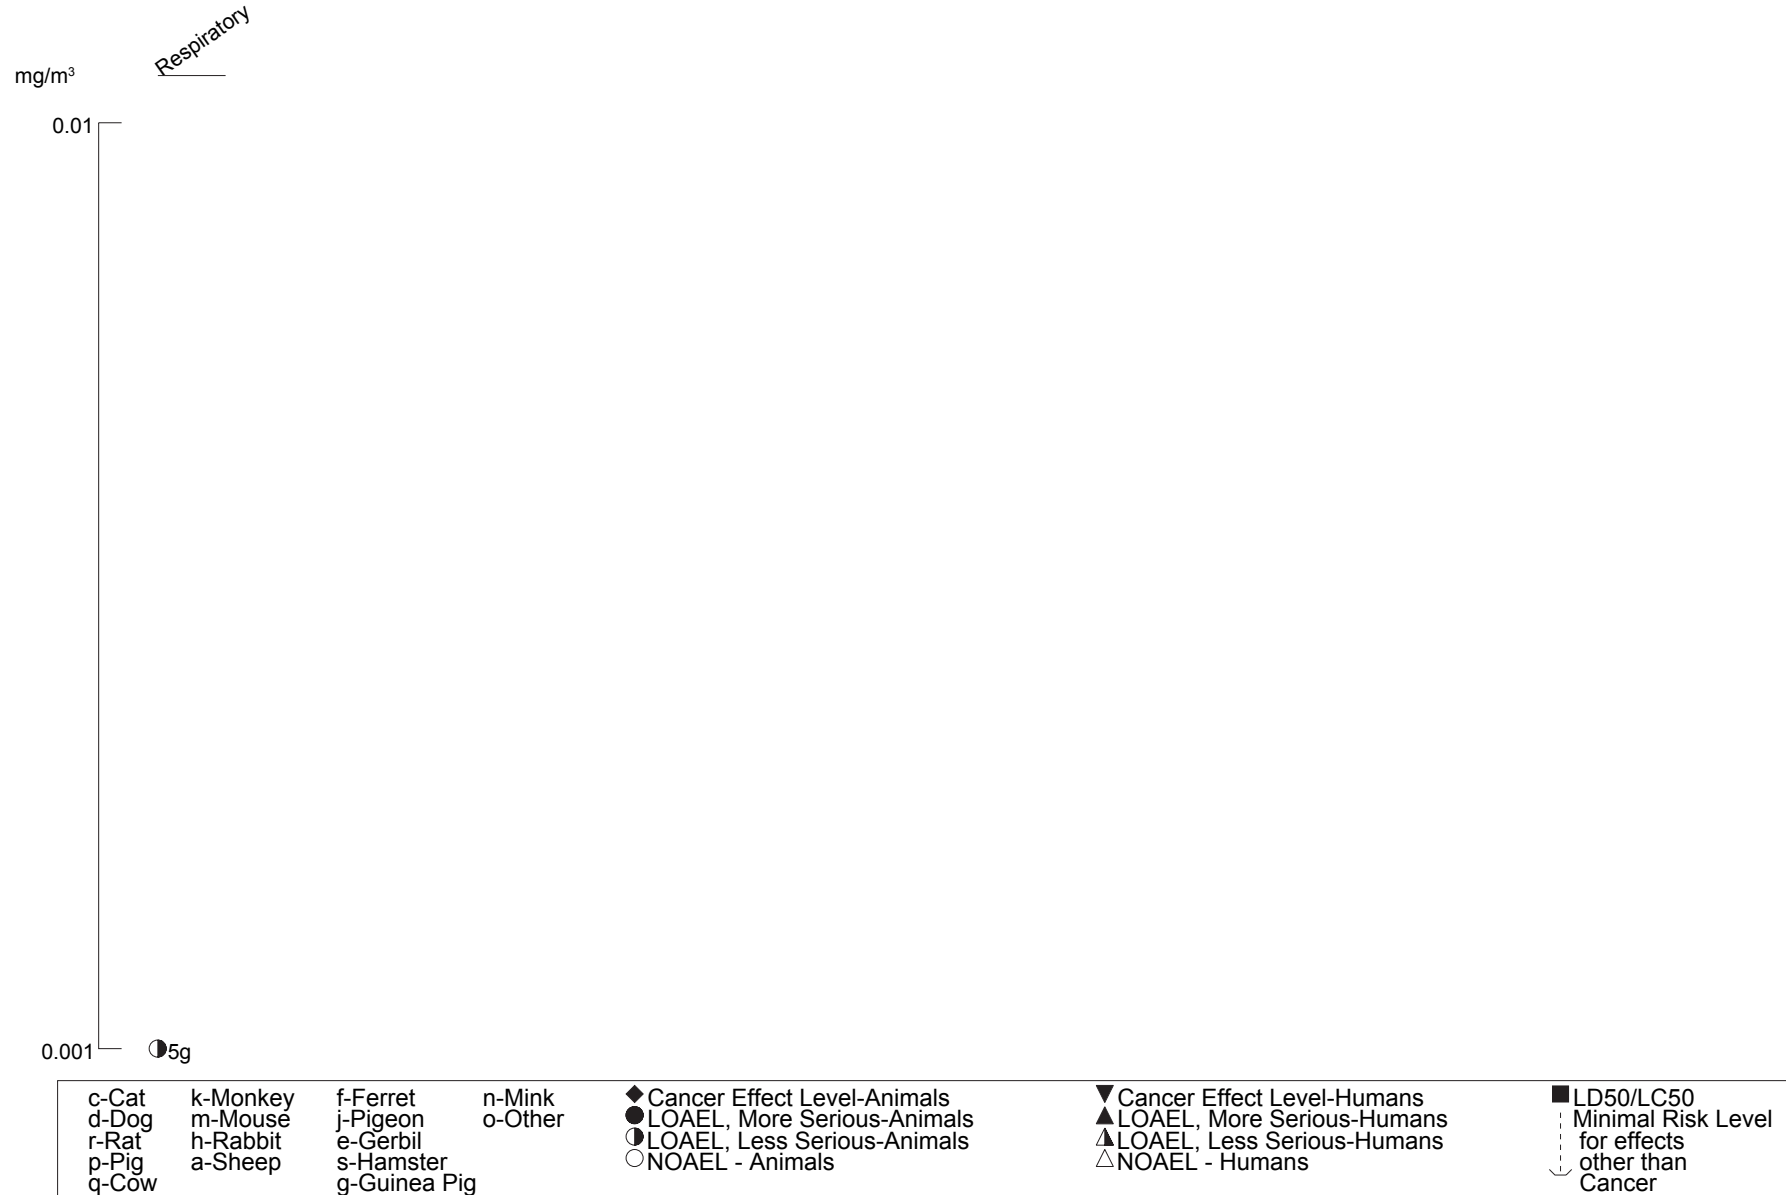 Respiratory
mg/m³
0.01
0.001
5g
c-Cat k-Monkey f-Ferret n-Mink ◆Cancer Effect Level-Animals ▼Cancer Effect Level-Humans ■LD50/LC50
d-Dog m-Mouse j-Pigeon o-Other ●LOAEL, More Serious-Animals ▲LOAEL, More Serious-Humans Minimal Risk Level
r-Rat h-Rabbit e-Gerbil ◑LOAEL, Less Serious-Animals ◮LOAEL, Less Serious-Humans for effects
p-Pig a-Sheep s-Hamster ○NOAEL - Animals △NOAEL - Humans other than
q-Cow g-Guinea Pig Cancer